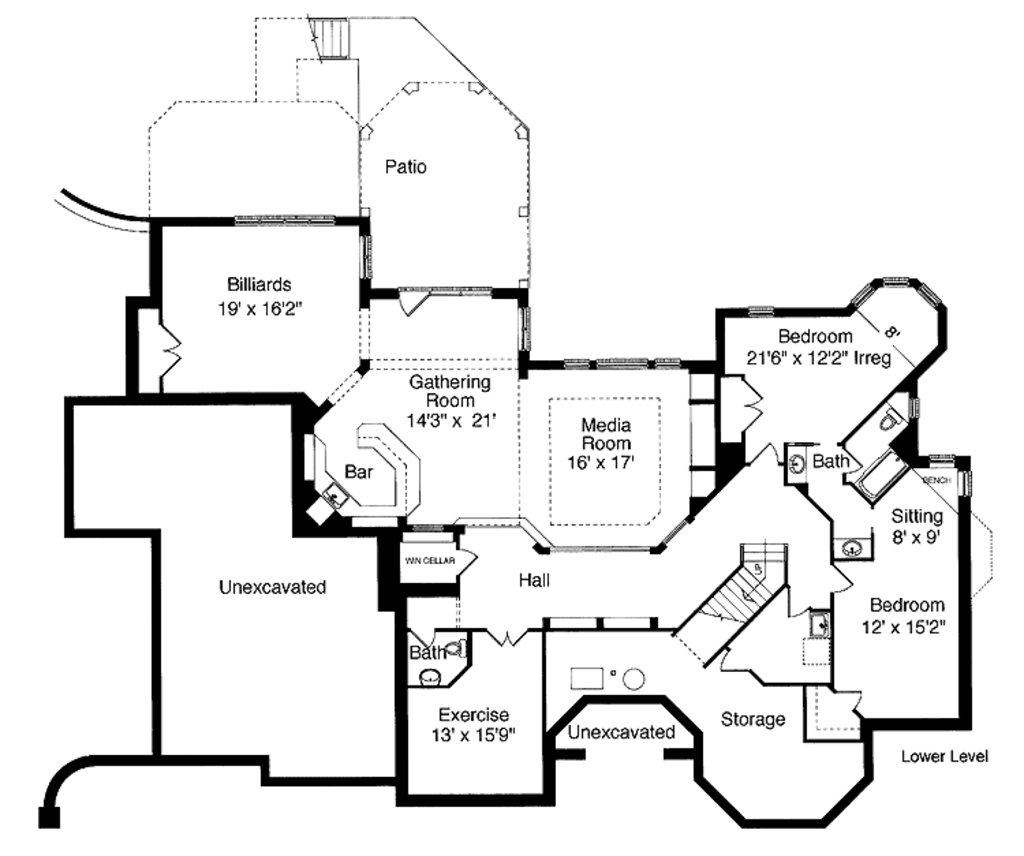 Patio
Billiards
19' x 16'2"
Bedroom
21'6" x 12'2" Irreg
8'
Gathering
Room
14'3" x 21'
Media
Room
16' x 17'
Bar
Bath
BENCH
Sitting
8' x 9'
WIN CELLAR
Hall
UP
Unexcavated
Bedroom
12' x 15'2"
Bath
Exercise
13' x 15'9"
Unexcavated
Storage
Lower Level